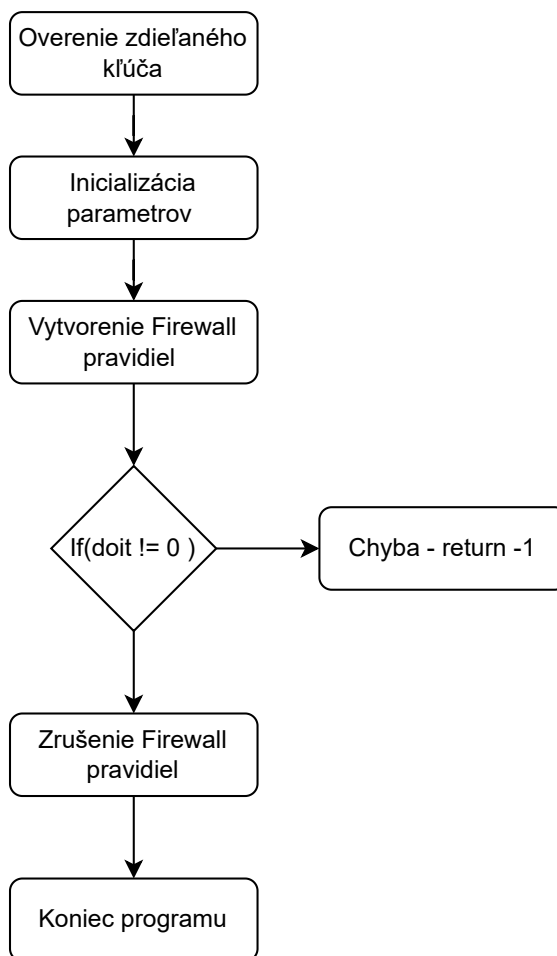 Overenie zdieľaného
kľúča
Inicializácia
parametrov
Vytvorenie Firewall
pravidiel
If(doit != 0 )
Chyba - return -1
Zrušenie Firewall
pravidiel
Koniec programu